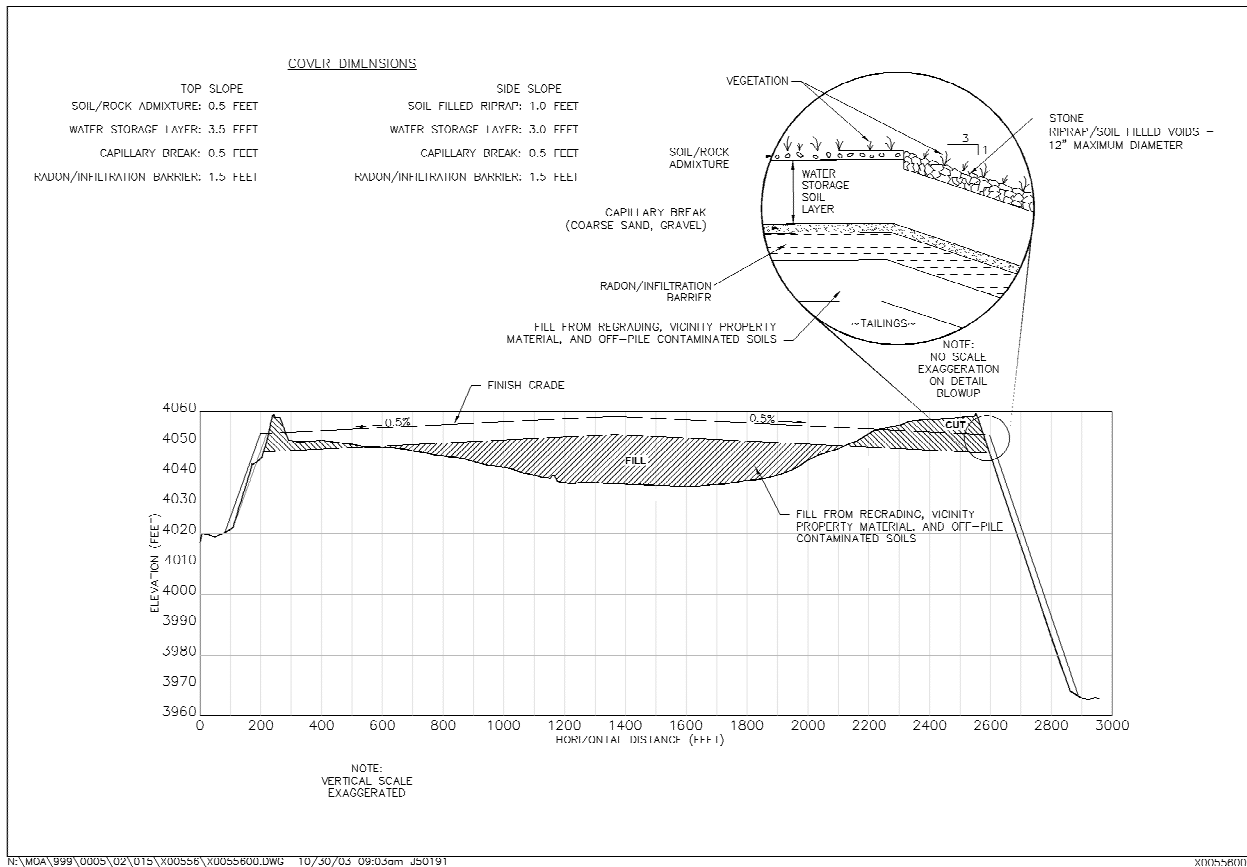 COVER DIMENSIONS
TOP SLOPE
SOIL/ROCK ADMIXTURE: 0.5 FEET
WATER STORAGE LAYER: 3.5 FEET
CAPILLARY BREAK: 0.5 FEET
RADON/INFILTRATION BARRIER: 1.5 FEET
SIDE SLOPE
SOIL FILLED RIPRAP: 1.0 FEET
WATER STORAGE LAYER: 3.0 FEET
CAPILLARY BREAK: 0.5 FEET
RADON/INFILTRATION BARRIER: 1.5 FEET
VEGETATION
3
1
STONE
RIPRAP/SOIL FILLED VOIDS –
12" MAXIMUM DIAMETER
SOIL/ROCK
ADMIXTURE
WATER
STORAGE
SOIL
LAYER
CAPILLARY BREAK
(COARSE SAND, GRAVEL)
RADON/INFILTRATION
BARRIER
FILL FROM REGRADING, VICINITY PROPERTY
MATERIAL, AND OFF-PILE CONTAMINATED SOILS
~TAILINGS~
NOTE:
NO SCALE
EXAGGERATION
ON DETAIL
BLOWUP
FINISH GRADE
0.5%
0.5%
CUT
FILL
FILL FROM REGRADING, VICINITY
PROPERTY MATERIAL, AND OFF-PILE
CONTAMINATED SOILS
ELEVATION (FEET)
4060
4050
4040
4030
4020
4010
4000
3990
3980
3970
3960
0 200 400 600 800 1000 1200 1400 1600 1800 2000 2200 2400 2600 2800 3000
HORIZONTAL DISTANCE (FEET)
NOTE:
VERTICAL SCALE
EXAGGERATED
N:\MOA\999\0005\02\015\X00556\X0055600.DWG 10/30/03 09:03am J50191
X0055600